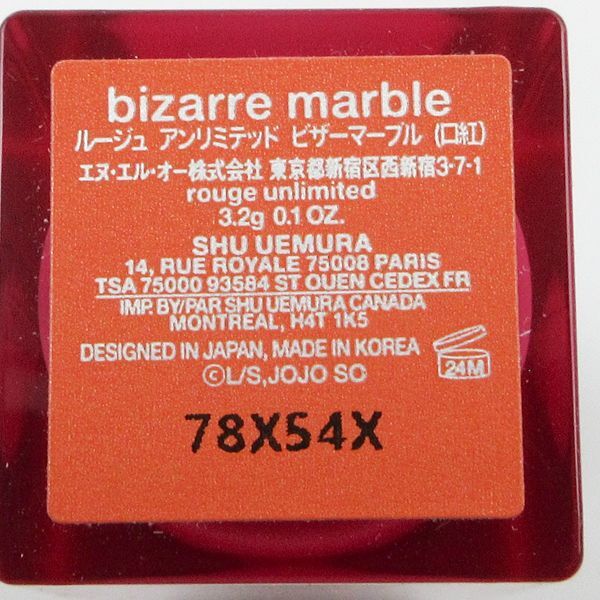 bizarre marble
ルージュ アンリミテッド ビザーマーブル (口紅)
エヌ・エル・オー株式会社 東京都新宿区西新宿3-7-1
rouge unlimited
3.2g 0.1 OZ.
SHU UEMURA
14, RUE ROYALE 75008 PARIS
TSA 75000 93584 ST OUEN CEDEX FR
IMP. BY/PAR SHU UEMURA CANADA
MONTREAL, H4T 1K5
DESIGNED IN JAPAN, MADE IN KOREA
24M
©L/S,JOJO SO
78X54X